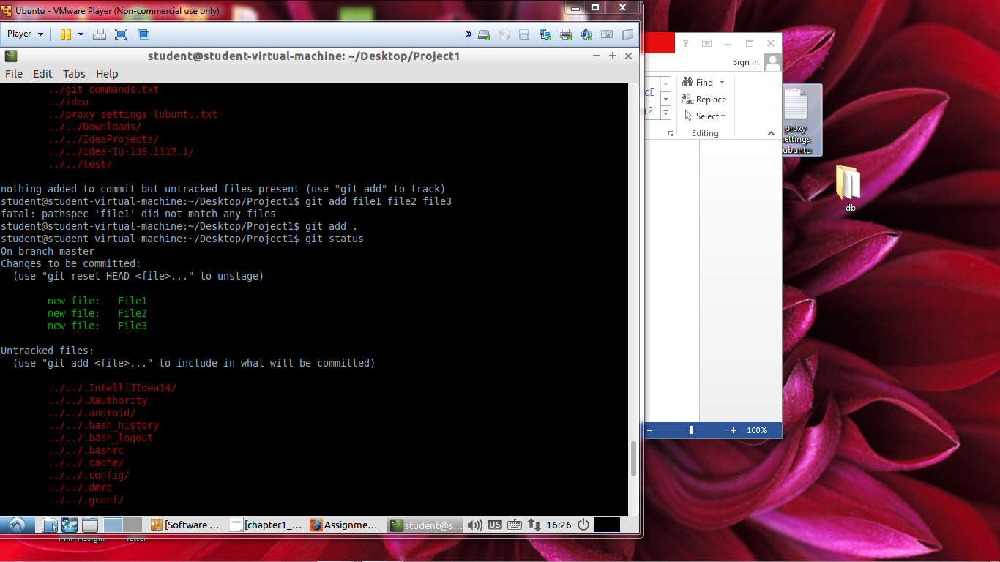 Ubuntu - VMware Player (Non-commercial use only)
Player
student@student-virtual-machine: ~/Desktop/Project1
File Edit Tabs Help
../git commands.txt
../idea
../proxy settings lubuntu.txt
../../Downloads/
../../IdeaProjects/
../../idea-IU-139.1117.1/
../../test/
nothing added to commit but untracked files present (use "git add" to track)
student@student-virtual-machine:~/Desktop/Project1$ git add file1 file2 file3
fatal: pathspec 'file1' did not match any files
student@student-virtual-machine:~/Desktop/Project1$ git add .
student@student-virtual-machine:~/Desktop/Project1$ git status
On branch master
Changes to be committed:
(use "git reset HEAD <file>..." to unstage)
new file: File1
new file: File2
new file: File3
Untracked files:
(use "git add <file>..." to include in what will be committed)
../../.IntelliJIdea14/
../../.Xauthority
../../.android/
../../.bash_history
../../.bash_logout
../../.bashrc
../../.cache/
../../.config/
../../.dmrc
../../.gconf/
[Software ...
[chapter1_...
Assignme...
student@s...
US
16:26
?
Sign in
Find
Replace
Select
2
Editing
100%
proxy
settings
lubuntu
db